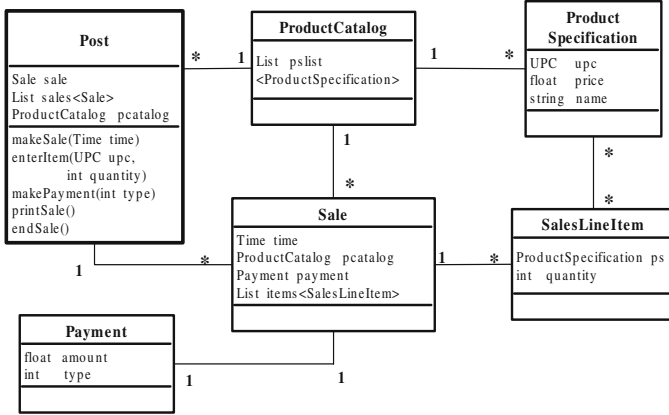 Post
Sale sale
List sales<Sale>
ProductCatalog pcatalog
makeSale(Time time)
enterItem(UPC upc,
int quantity)
makePayment(int type)
printSale()
endSale()
* 1
ProductCatalog
List pslist
<ProductSpecification>
1 *
Product
Specification
UPC upc
float price
string name
1
*
*
*
Sale
Time time
ProductCatalog pcatalog
Payment payment
List items<SalesLineItem>
1 *
SalesLineItem
ProductSpecification ps
int quantity
1 *
Payment
float amount
int type
1 1